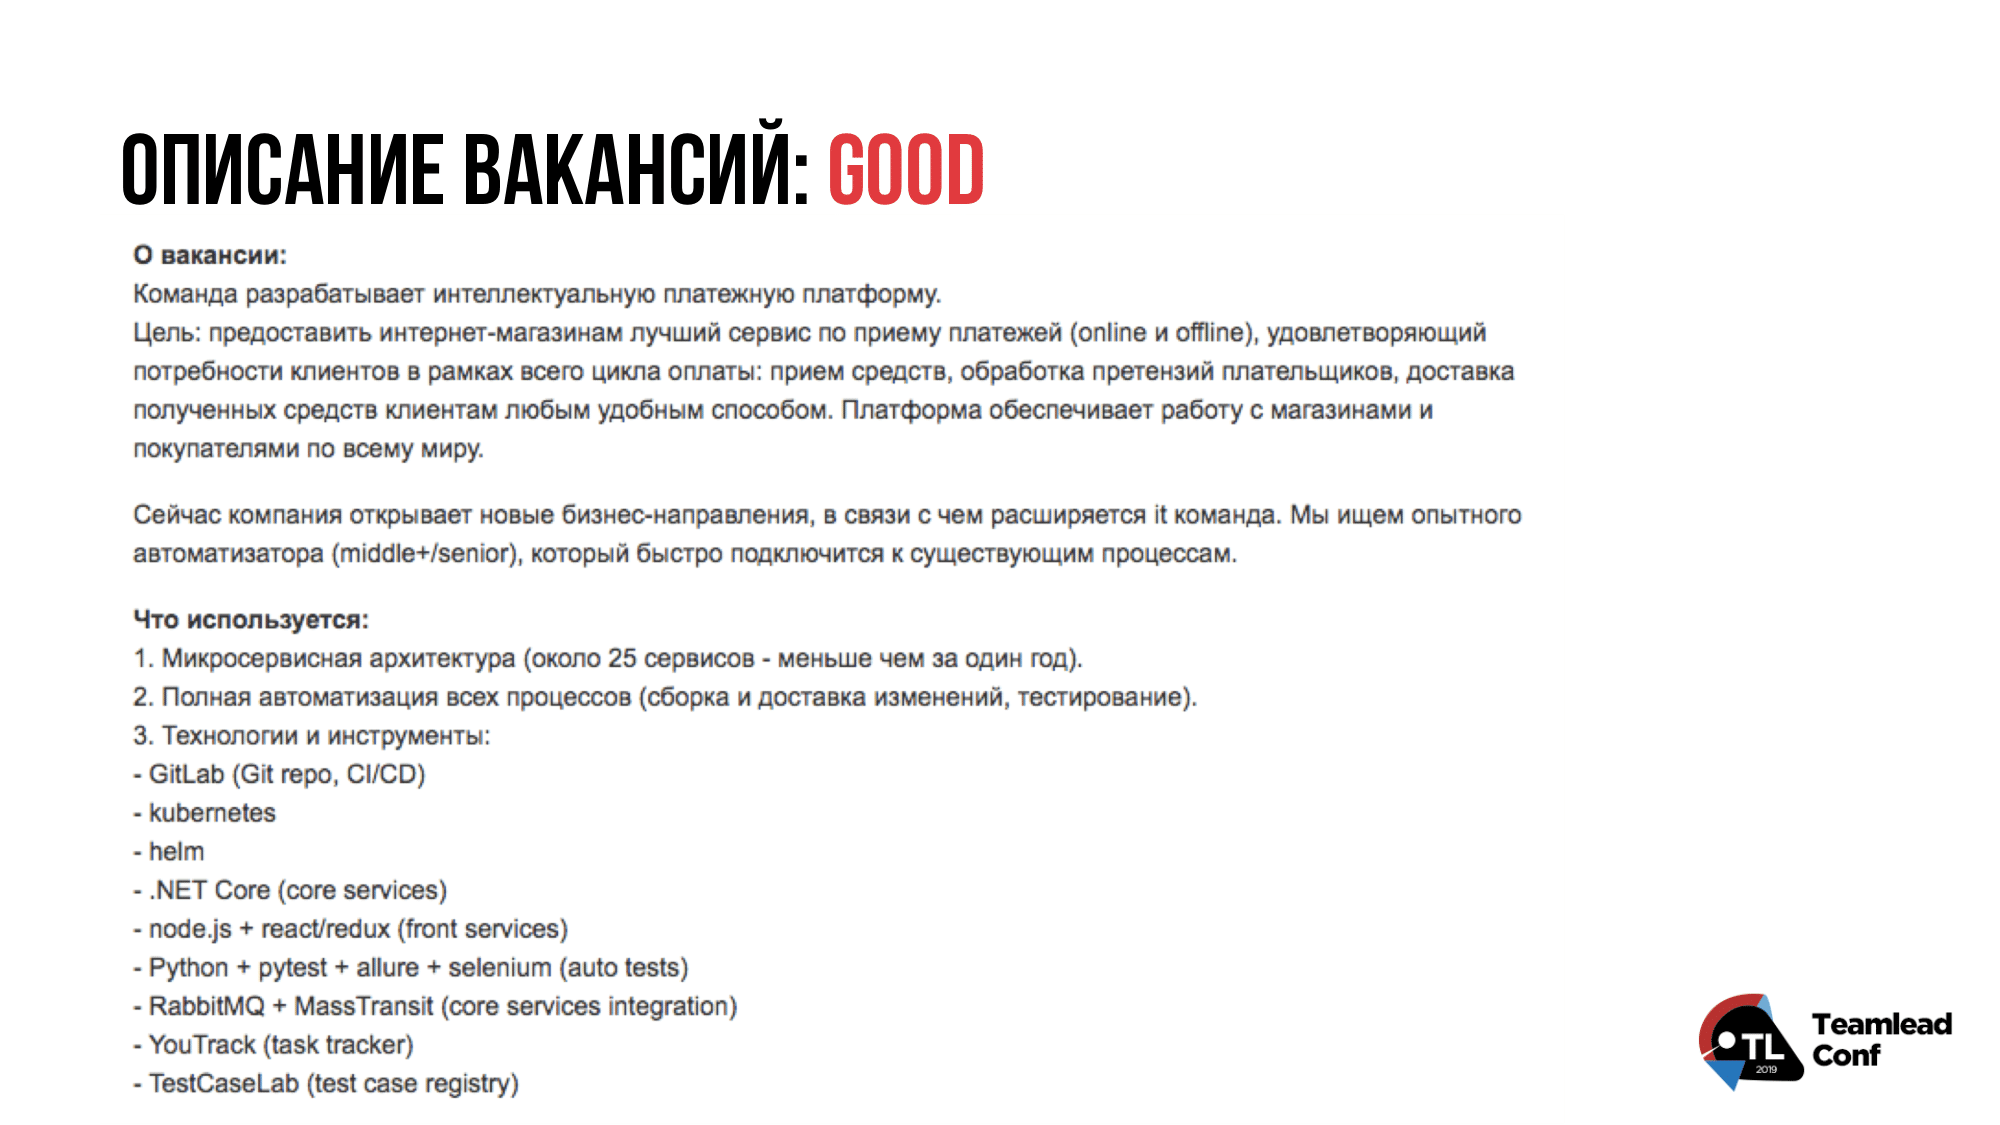 ОПИСАНИЕ ВАКАНСИЙ: GOOD
О вакансии:
Команда разрабатывает интеллектуальную платежную платформу.
Цель: предоставить интернет-магазинам лучший сервис по приему платежей (online и offline), удовлетворяющий
потребности клиентов в рамках всего цикла оплаты: прием средств, обработка претензий плательщиков, доставка
полученных средств клиентам любым удобным способом. Платформа обеспечивает работу с магазинами и
покупателями по всему миру.
Сейчас компания открывает новые бизнес-направления, в связи с чем расширяется it команда. Мы ищем опытного
автоматизатора (middle+/senior), который быстро подключится к существующим процессам.
Что используется:
1. Микросервисная архитектура (около 25 сервисов - меньше чем за один год).
2. Полная автоматизация всех процессов (сборка и доставка изменений, тестирование).
3. Технологии и инструменты:
- GitLab (Git repo, CI/CD)
- kubernetes
- helm
- .NET Core (core services)
- node.js + react/redux (front services)
- Python + pytest + allure + selenium (auto tests)
- RabbitMQ + MassTransit (core services integration)
- YouTrack (task tracker)
- TestCaseLab (test case registry)
TL
2019
Teamlead
Conf